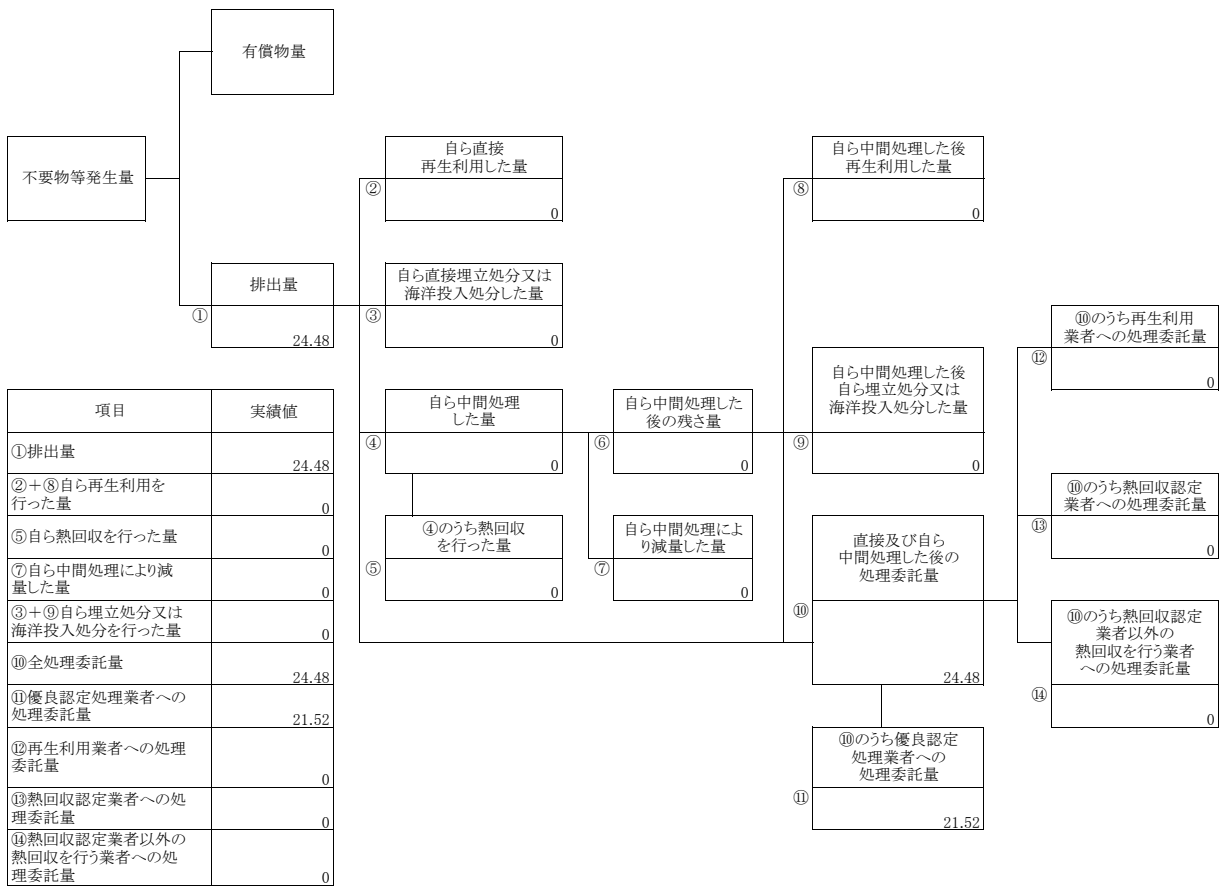 有償物量
不要物等発生量
自ら直接
再生利用した量
②
0
自ら中間処理した後
再生利用した量
⑧
0
排出量
①
24.48
自ら直接埋立処分又は
海洋投入処分した量
③
0
自ら中間処理
した量
④
0
自ら中間処理した
後の残さ量
⑥
0
自ら中間処理した後
自ら埋立処分又は
海洋投入処分した量
⑨
0
④のうち熱回収
を行った量
⑤
0
自ら中間処理によ
り減量した量
⑦
0
直接及び自ら
中間処理した後の
処理委託量
⑩
24.48
⑩のうち優良認定
処理業者への
処理委託量
⑪
21.52
⑩のうち再生利用
業者への処理委託量
⑫
0
⑩のうち熱回収認定
業者への処理委託量
⑬
0
⑩のうち熱回収認定
業者以外の
熱回収を行う業者
への処理委託量
⑭
0
項目 実績値
①排出量
24.48
②+⑧自ら再生利用を
行った量
0
⑤自ら熱回収を行った量
0
⑦自ら中間処理により減
量した量
0
③+⑨自ら埋立処分又は
海洋投入処分を行った量
0
⑩全処理委託量
24.48
⑪優良認定処理業者への
処理委託量
21.52
⑫再生利用業者への処理
委託量
0
⑬熱回収認定業者への処
理委託量
0
⑭熱回収認定業者以外の
熱回収を行う業者への処
理委託量
0